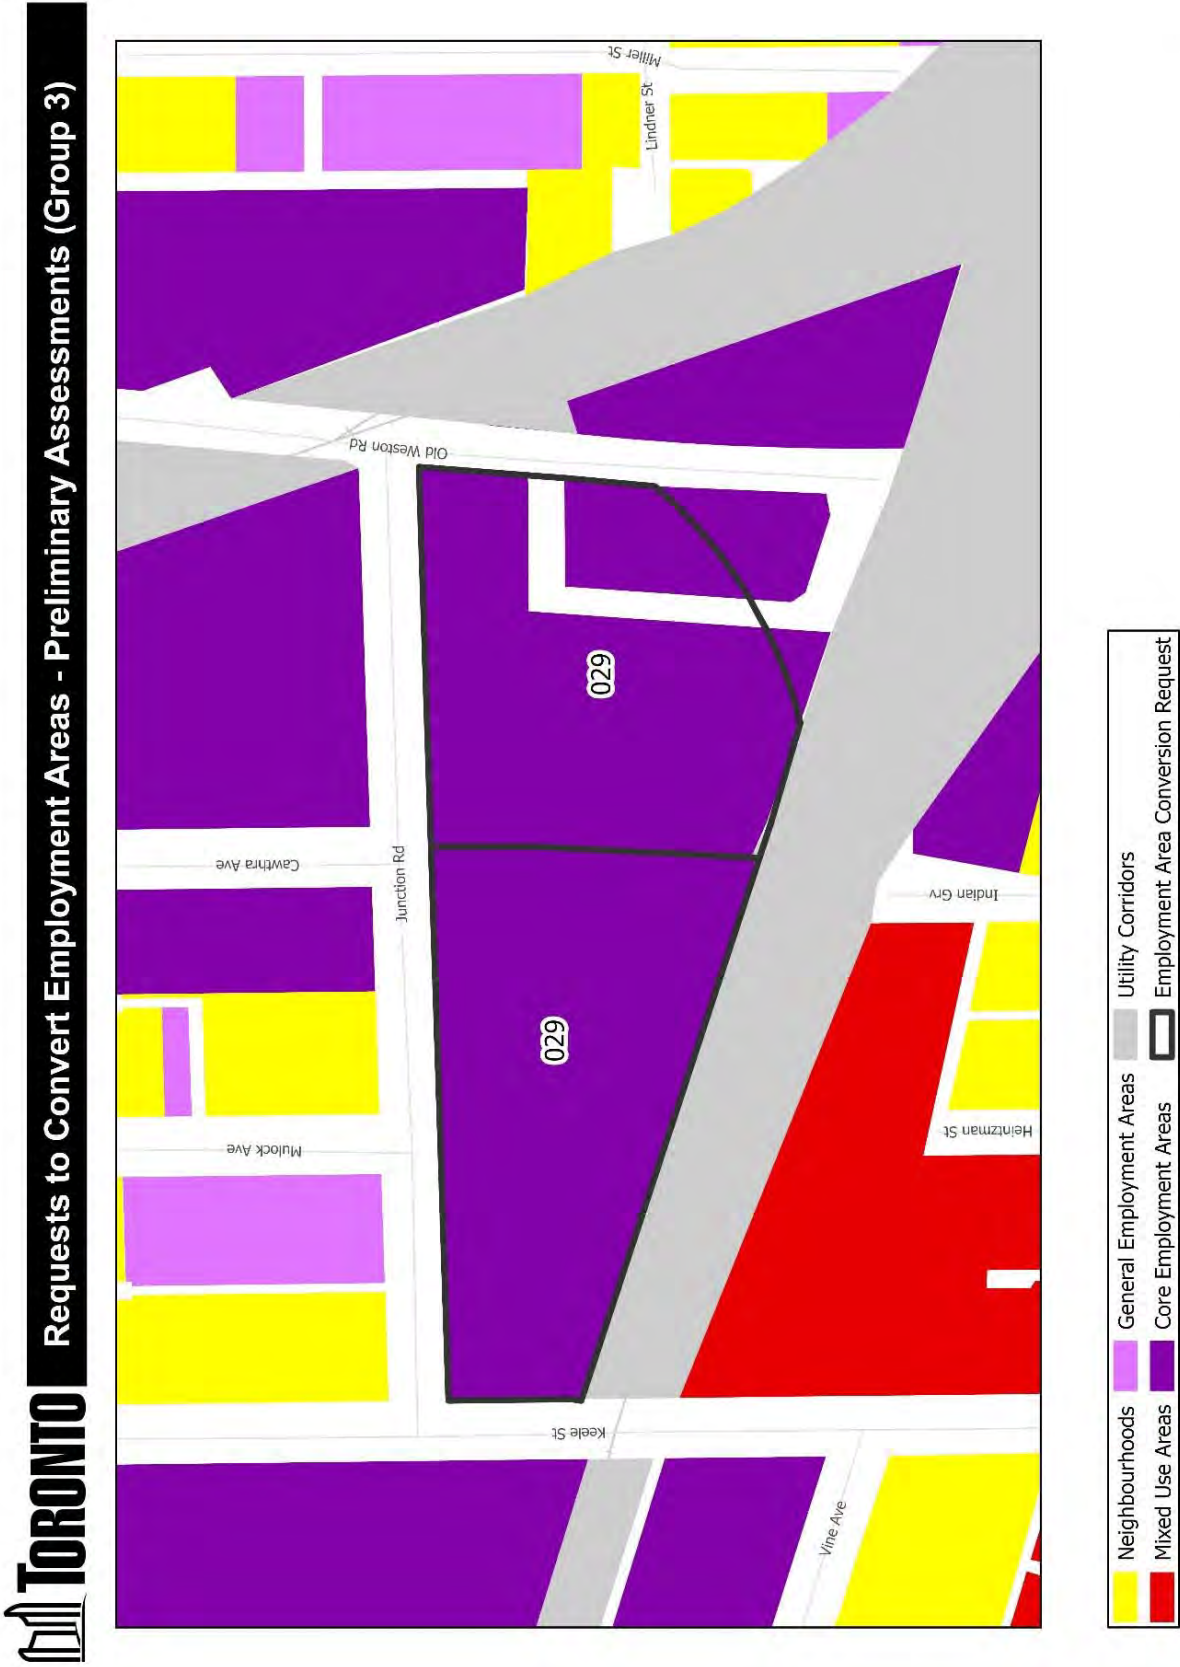 TORONTO
Requests to Convert Employment Areas - Preliminary Assessments (Group 3)
Miller St
Lindner St
Old Weston Rd
029
Cawthra Ave
Junction Rd
Indian Grv
029
Mulock Ave
Heintzman St
Keele St
Vine Ave
Neighbourhoods
General Employment Areas
Utility Corridors
Mixed Use Areas
Core Employment Areas
Employment Area Conversion Request